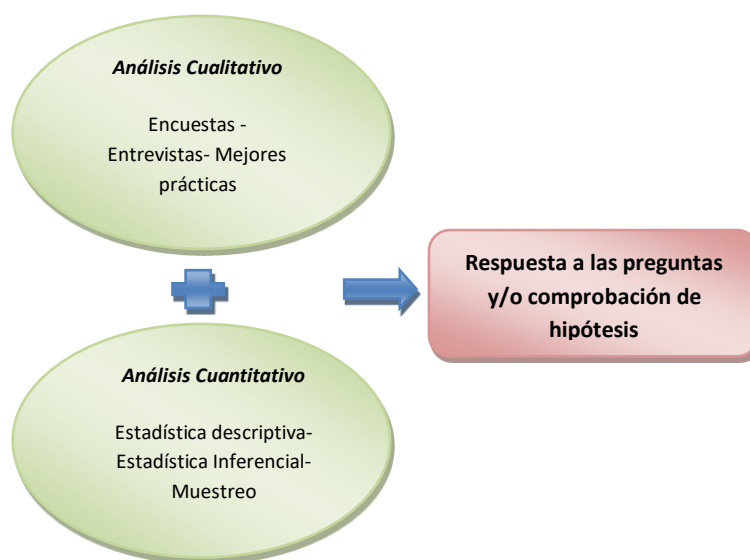 Análisis Cualitativo
Encuestas -
Entrevistas- Mejores
prácticas
Respuesta a las preguntas
y/o comprobación de
hipótesis
Análisis Cuantitativo
Estadística descriptiva-
Estadística Inferencial-
Muestreo